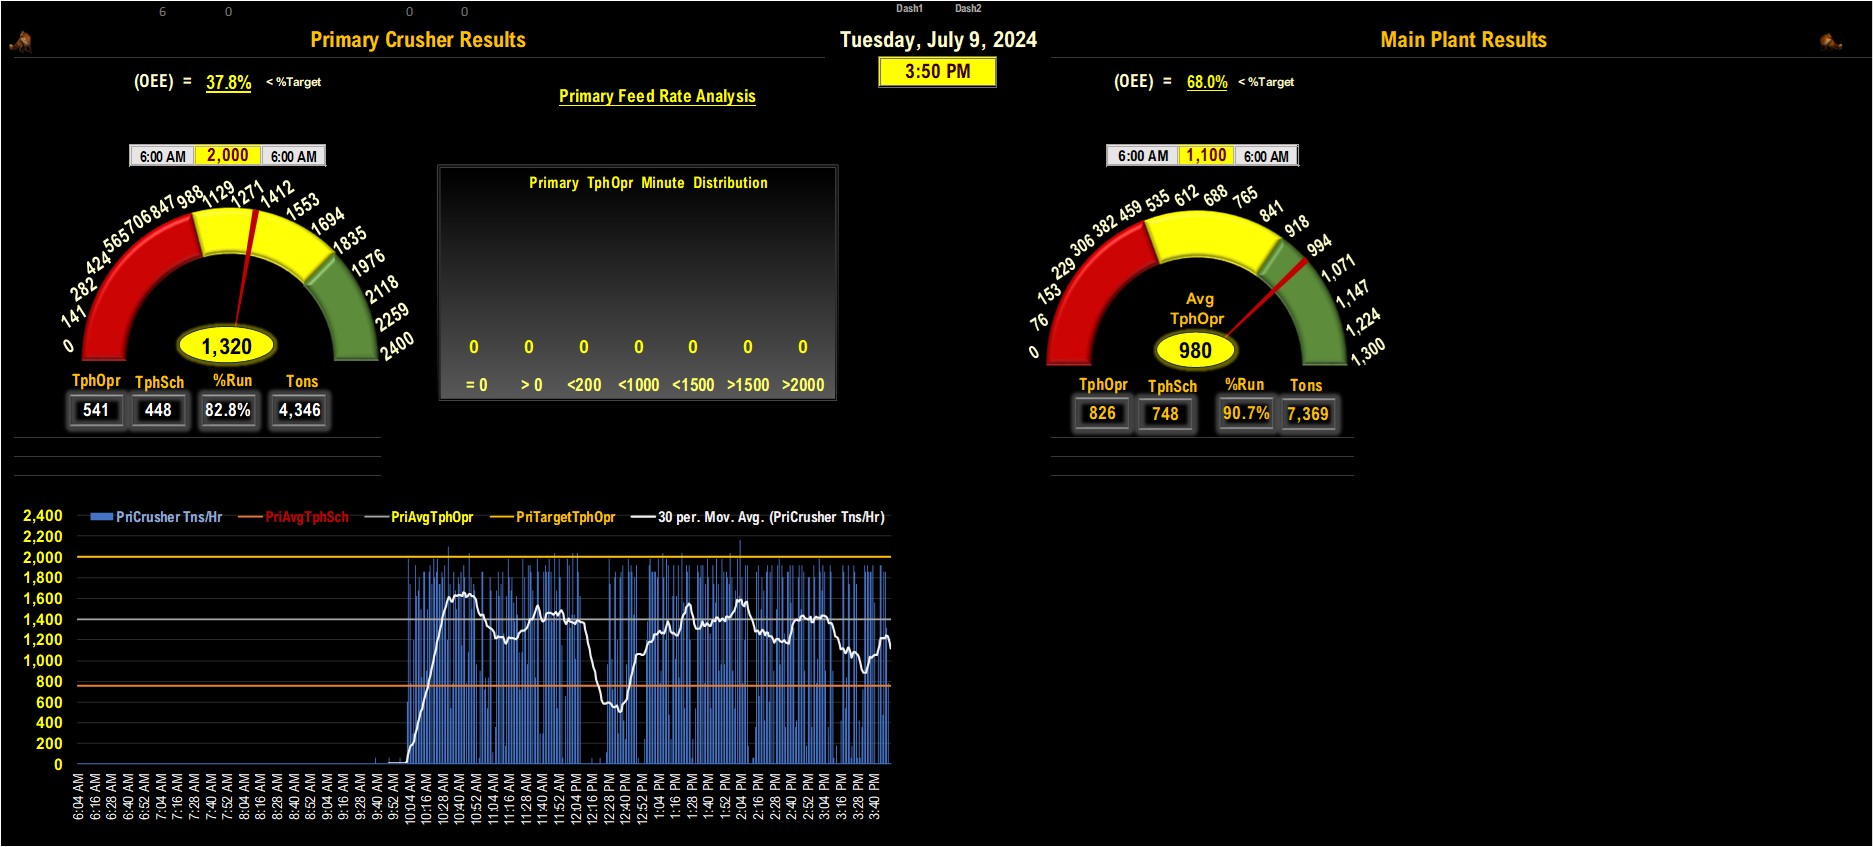 6 0 0 0 Dash1 Dash2
Primary Crusher Results
Tuesday, July 9, 2024
Main Plant Results
3:50 PM
(OEE) = 37.8% < %Target
Primary Feed Rate Analysis
(OEE) = 68.0% < %Target
6:00 AM 2,000 6:00 AM
0
141
282
424
565
706
847
988
1129
1271
1412
1553
1694
1835
1976
2118
2259
2400
1,320
TphOpr TphSch %Run Tons
541 448 82.8% 4,346
Primary TphOpr Minute Distribution
0 0 0 0 0 0 0
= 0 > 0 <200 <1000 <1500 >1500 >2000
6:00 AM 1,100 6:00 AM
0
76
153
229
306
382
459
535
612
688
765
841
918
994
1,071
1,147
1,224
1,300
Avg
TphOpr
980
TphOpr TphSch %Run Tons
826 748 90.7% 7,369
PriCrusher Tns/Hr PriAvgTphSch PriAvgTphOpr PriTargetTphOpr 30 per. Mov. Avg. (PriCrusher Tns/Hr)
2,400
2,200
2,000
1,800
1,600
1,400
1,200
1,000
800
600
400
200
0
6:04 AM
6:16 AM
6:28 AM
6:40 AM
6:52 AM
7:04 AM
7:16 AM
7:28 AM
7:40 AM
7:52 AM
8:04 AM
8:16 AM
8:28 AM
8:40 AM
8:52 AM
9:04 AM
9:16 AM
9:28 AM
9:40 AM
9:52 AM
10:04 AM
10:16 AM
10:28 AM
10:40 AM
10:52 AM
11:04 AM
11:16 AM
11:28 AM
11:40 AM
11:52 AM
12:04 PM
12:16 PM
12:28 PM
12:40 PM
12:52 PM
1:04 PM
1:16 PM
1:28 PM
1:40 PM
1:52 PM
2:04 PM
2:16 PM
2:28 PM
2:40 PM
2:52 PM
3:04 PM
3:16 PM
3:28 PM
3:40 PM